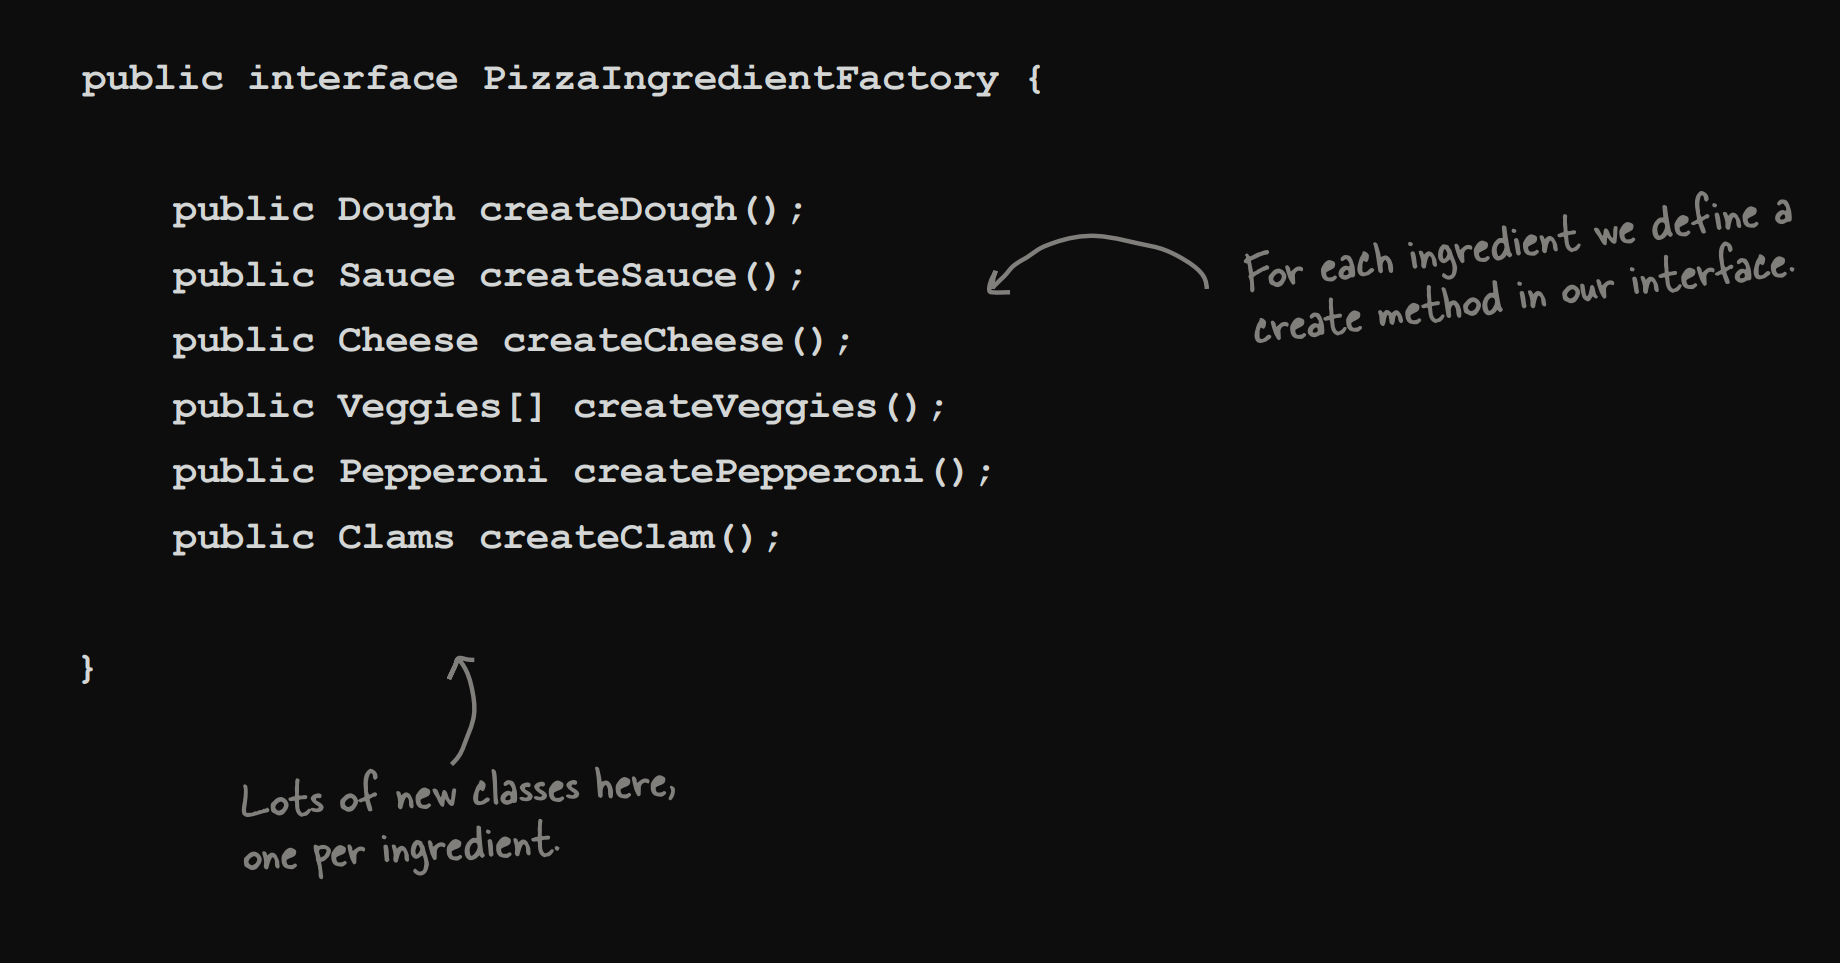 public interface PizzaIngredientFactory {
public Dough createDough();
public Sauce createSauce();
public Cheese createCheese();
public Veggies[] createVeggies();
public Pepperoni createPepperoni();
public Clams createClam();
}
For each ingredient we define a
create method in our interface.
Lots of new classes here,
one per ingredient.